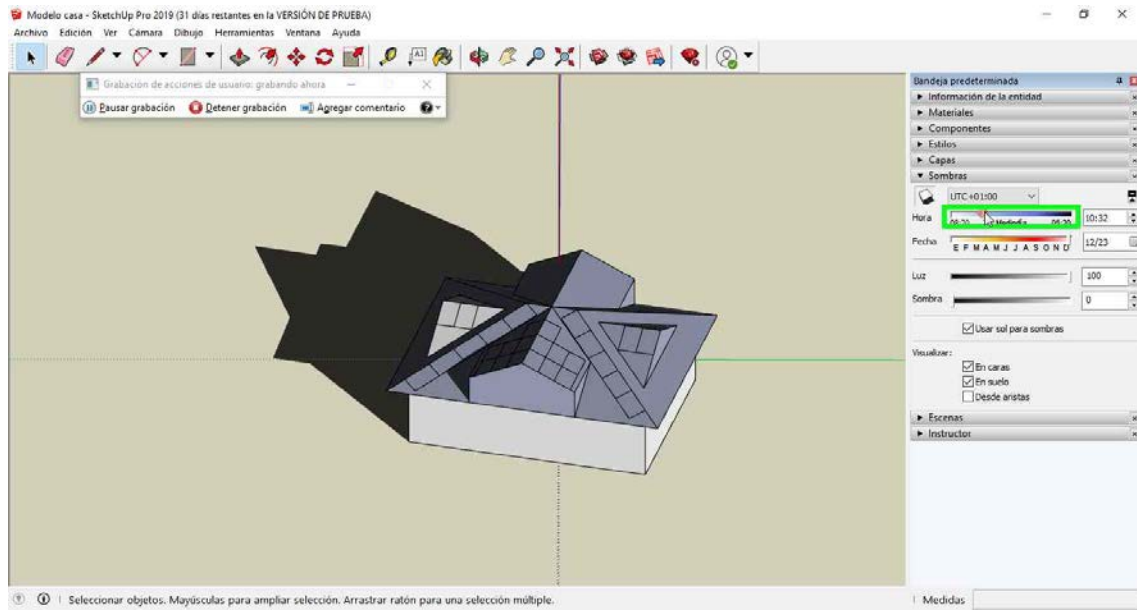 Modelo casa - SketchUp Pro 2019 (31 días restantes en la VERSIÓN DE PRUEBA)
Archivo Edición Ver Cámara Dibujo Herramientas Ventana Ayuda
A1
Grabación de acciones de usuario: grabando ahora
Pausar grabación Detener grabación Agregar comentario
Bandeja predeterminada
Información de la entidad
Materiales
Componentes
Estilos
Capas
Sombras
UTC+01:00
Hora Mediodía 10:32
Fecha E F M A M J J A S O N D 12/23
Luz 100
Sombra 0
Usar sol para sombras
Visualizar:
En caras
En suelo
Desde aristas
Escenas
Instructor
Seleccionar objetos. Mayúsculas para ampliar selección. Arrastrar ratón para una selección múltiple.
Medidas